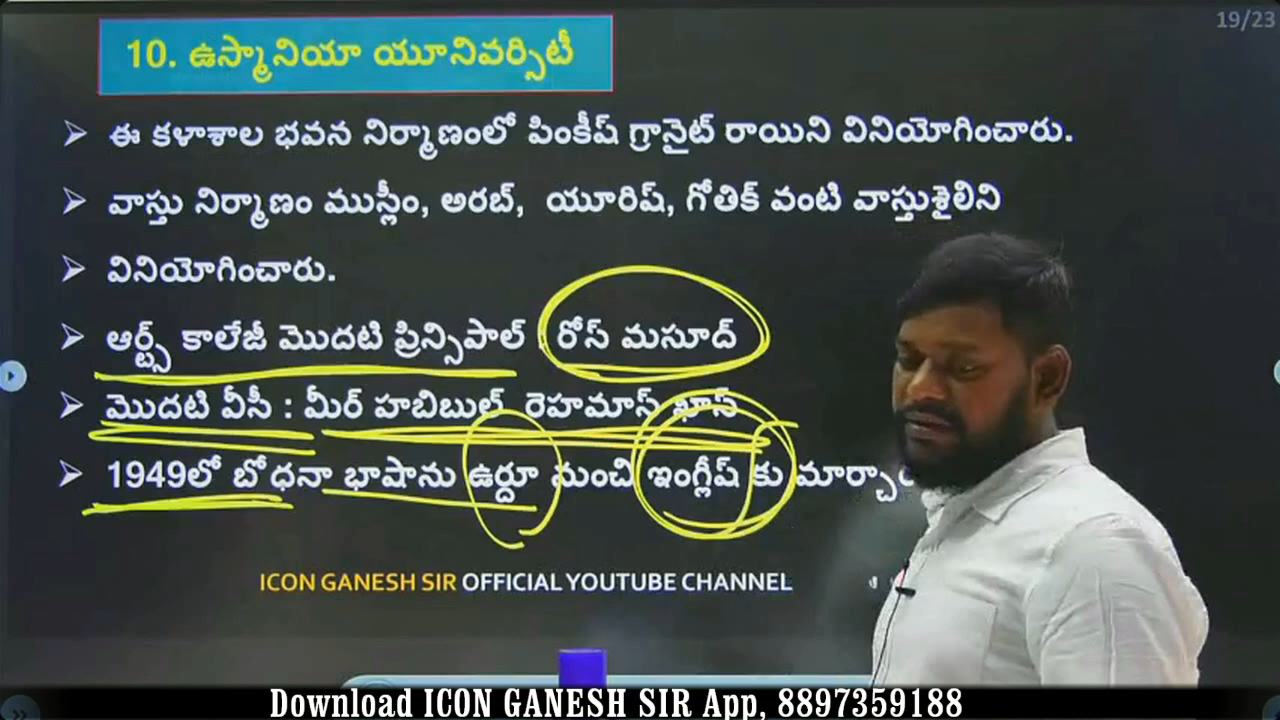 19/23
10. ఉస్మానియా యూనివర్సిటీ
➤ ఈ కళాశాల భవన నిర్మాణంలో పింకీష్ గ్రానైట్ రాయిని వినియోగించారు.
➤ వాస్తు నిర్మాణం ముస్లీం, అరబ్, యూరిష్, గోతిక్ వంటి వాస్తుశైలిని
➤ వినియోగించారు.
➤ ఆర్ట్స్ కాలేజీ మొదటి ప్రిన్సిపాల్ : రోస్ మసూద్
➤ మొదటి వీసీ : మీర్ హబిబుల్ రెహమాన్ ఖాన్
➤ 1949లో బోధనా భాషాను ఉర్దూ నుంచి ఇంగ్లీష్ కు
ICON GANESH SIR OFFICIAL YOUTUBE CHANNEL
Download ICON GANESH SIR App, 8897359188